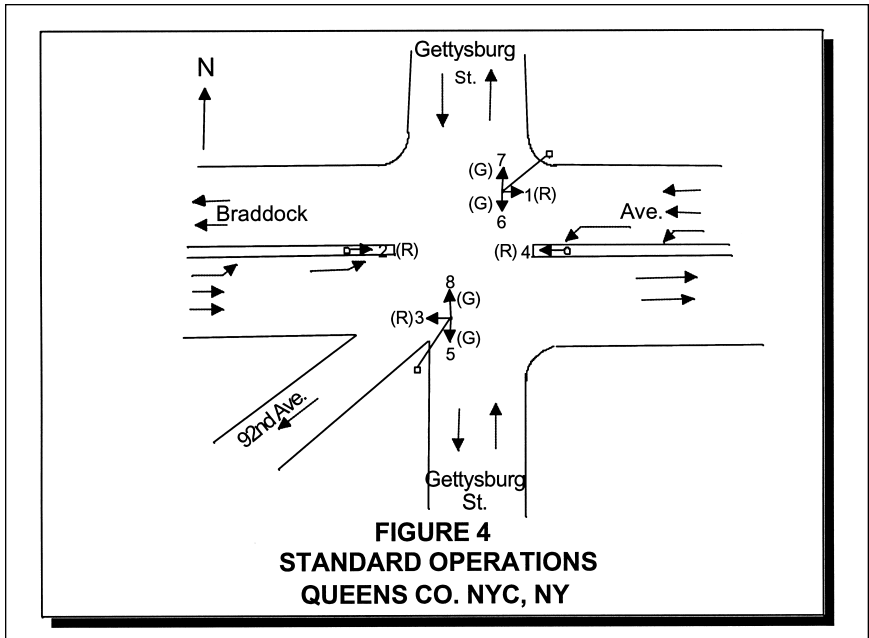 Gettysburg
St.
N
7
(G)
1(R)
(G)
6
Braddock
Ave.
2(R)
(R)4
8
(G)
(R)3
(G)
5
92nd Ave.
Gettysburg
St.
FIGURE 4
STANDARD OPERATIONS
QUEENS CO. NYC, NY